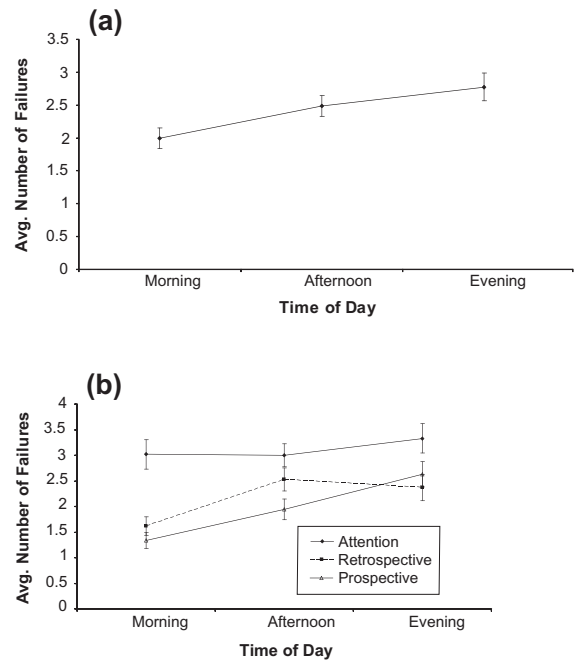 (a)
Avg. Number of Failures
3.5
3
2.5
2
1.5
1
0.5
0
Morning Afternoon Evening
Time of Day
(b)
Avg. Number of Failures
4
3.5
3
2.5
2
1.5
1
0.5
0
Attention
Retrospective
Prospective
Morning Afternoon Evening
Time of Day